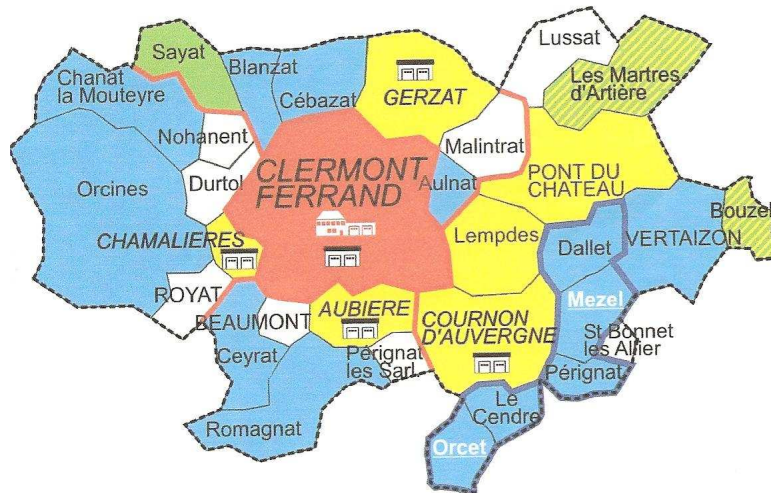 Lussat
Sayat
Blanzat
Chanat
la Mouteyre
Les Martres
d'Artière
Cébazat
GERZAT
Nohanent
Malintrat
CLERMONT
FERRAND
PONT DU
CHATEAU
Durtol
Aulnat
Orcines
Bouzel
CHAMALIERES
Lempdes
Dallet
VERTAIZON
ROYAT
Mezel
BEAUMONT
AUBIERE
COURNON
D'AUVERGNE
St Bonnet
les Allier
Ceyrat
Pérignat
les Sarl
Pérignat
Le
Cendre
Romagnat
Orcet